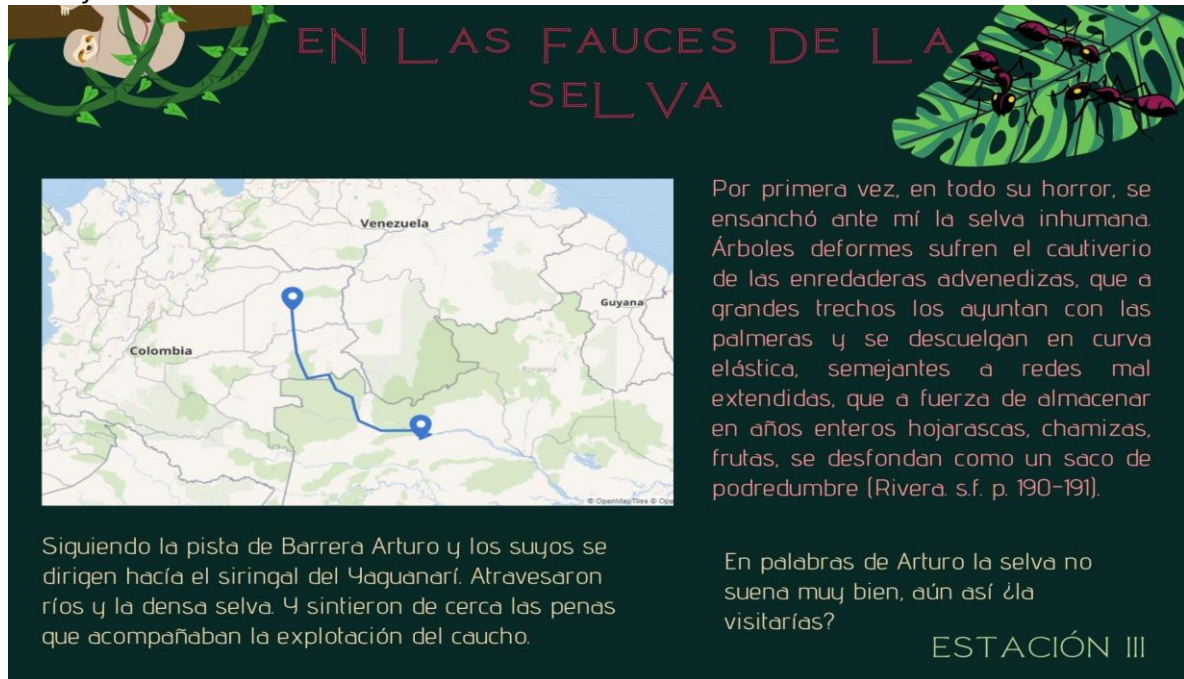 EN LAS FAUCES DE LA
SELVA
Venezuela
Guyana
Colombia
Roraima
© OpenMapTiles © Ope
Por primera vez, en todo su horror, se
ensanchó ante mí la selva inhumana.
Árboles deformes sufren el cautiverio
de las enredaderas advenedizas, que a
grandes trechos los ayuntan con las
palmeras y se descuelgan en curva
elástica, semejantes a redes mal
extendidas, que a fuerza de almacenar
en años enteros hojarascas, chamizas,
frutas, se desfondan como un saco de
podredumbre (Rivera. s.f. p. 190-191).
Siguiendo la pista de Barrera Arturo y los suyos se
dirigen hacía el siringal del Yaguanarí. Atravesaron
ríos y la densa selva. Y sintieron de cerca las penas
que acompañaban la explotación del caucho.
En palabras de Arturo la selva no
suena muy bien, aún así ¿la
visitarías?
ESTACIÓN III